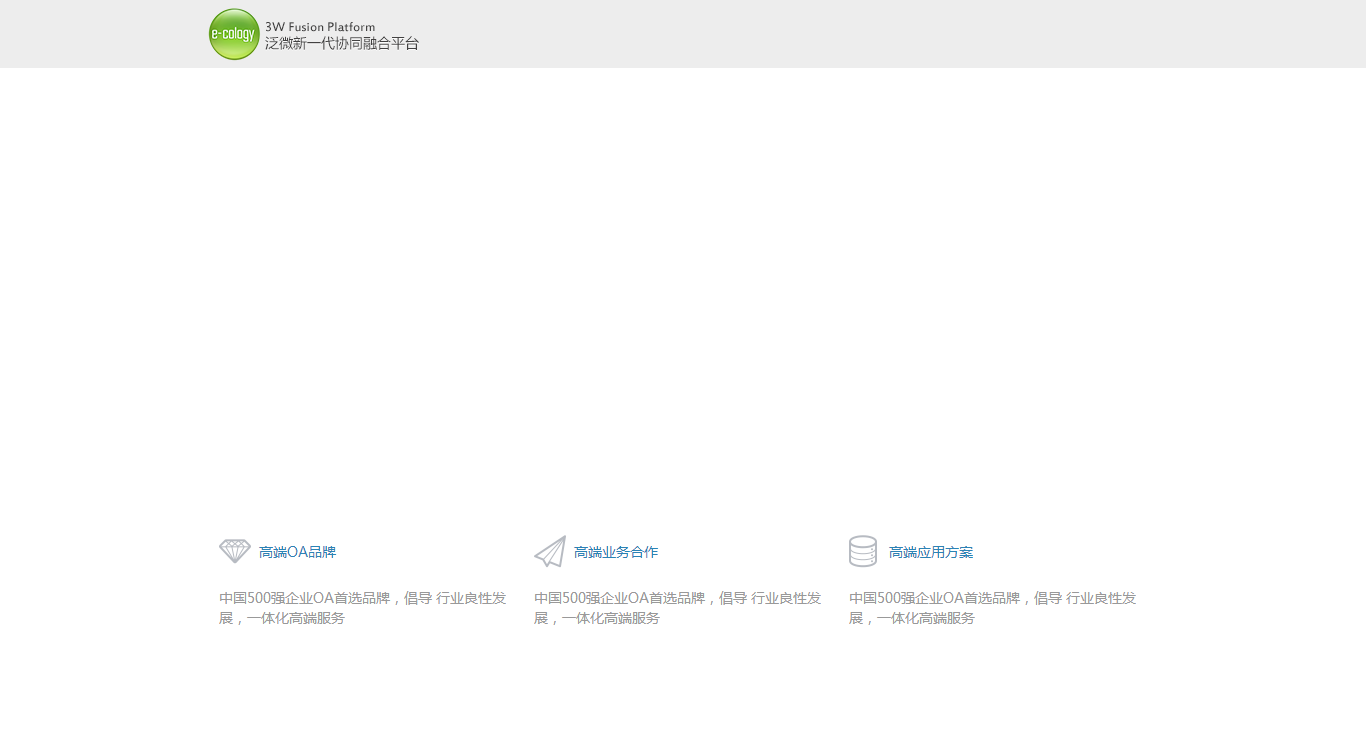 e-cology
3W Fusion Platform
泛微新一代协同融合平台
高端OA品牌
中国500强企业OA首选品牌，倡导 行业良性发
展，一体化高端服务
高端业务合作
中国500强企业OA首选品牌，倡导 行业良性发
展，一体化高端服务
高端应用方案
中国500强企业OA首选品牌，倡导 行业良性发
展，一体化高端服务